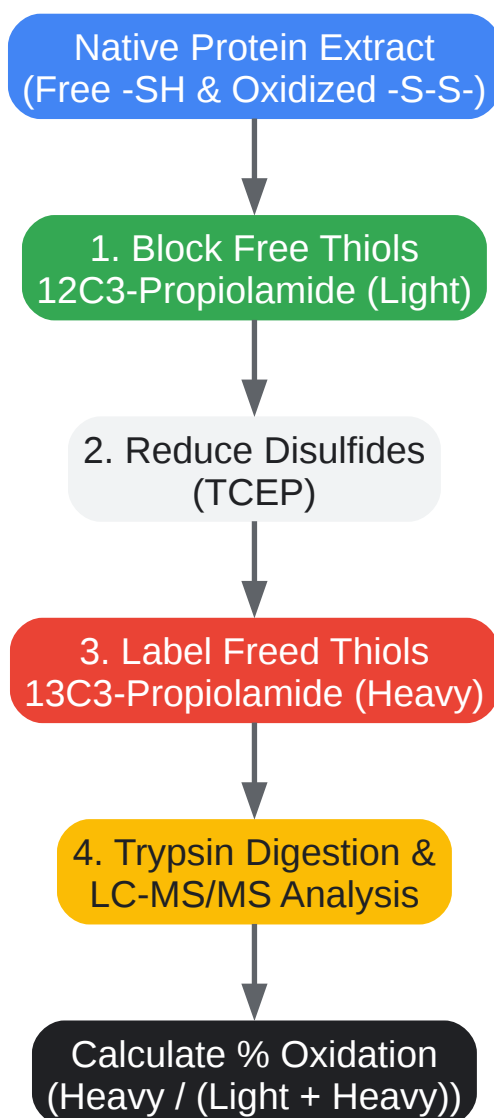 Native Protein Extract
(Free -SH & Oxidized -S-S-)
1. Block Free Thiols
12C3-Propiolamide (Light)
2. Reduce Disulfides
(TCEP)
3. Label Freed Thiols
13C3-Propiolamide (Heavy)
4. Trypsin Digestion &
LC-MS/MS Analysis
Calculate % Oxidation
(Heavy / (Light + Heavy))